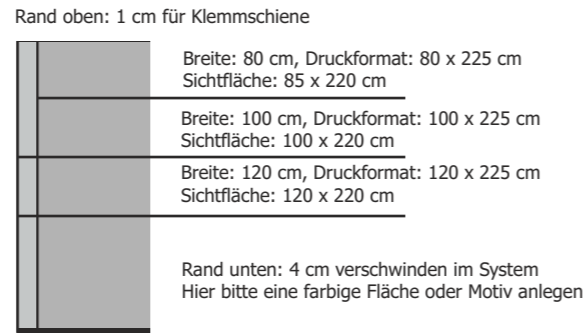 Rand oben: 1 cm für Klemmschiene
Breite: 80 cm, Druckformat: 80 x 225 cm
Sichtfläche: 85 x 220 cm
Breite: 100 cm, Druckformat: 100 x 225 cm
Sichtfläche: 100 x 220 cm
Breite: 120 cm, Druckformat: 120 x 225 cm
Sichtfläche: 120 x 220 cm
Rand unten: 4 cm verschwinden im System
Hier bitte eine farbige Fläche oder Motiv anlegen